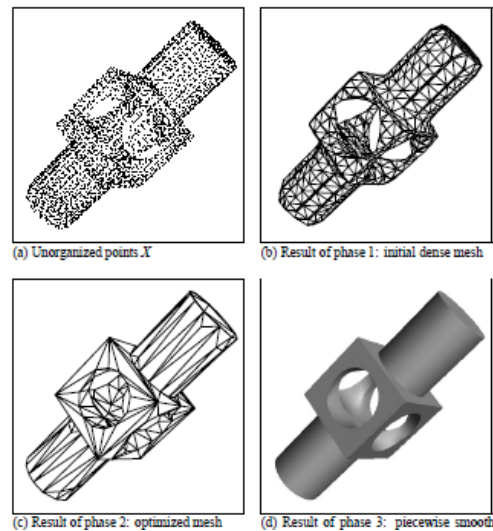 (a) Unorganized points X
(b) Result of phase 1: initial dense mesh
(c) Result of phase 2: optimized mesh
(d) Result of phase 3: piecewise smooth